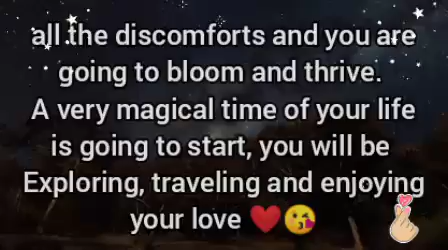 all the discomforts and you are
going to bloom and thrive.
A very magical time of your life
is going to start, you will be
Exploring, traveling and enjoying
your love ❤️😘